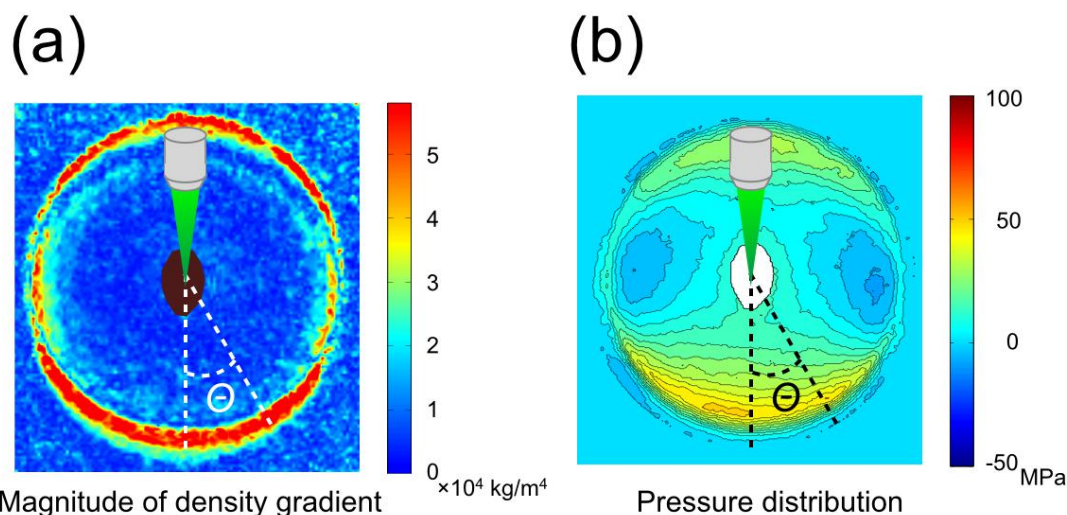 (a)
(b)
5
4
3
2
1
0
×10⁴ kg/m⁴
Θ
Magnitude of density gradient
100
50
0
-50
MPa
Θ
Pressure distribution